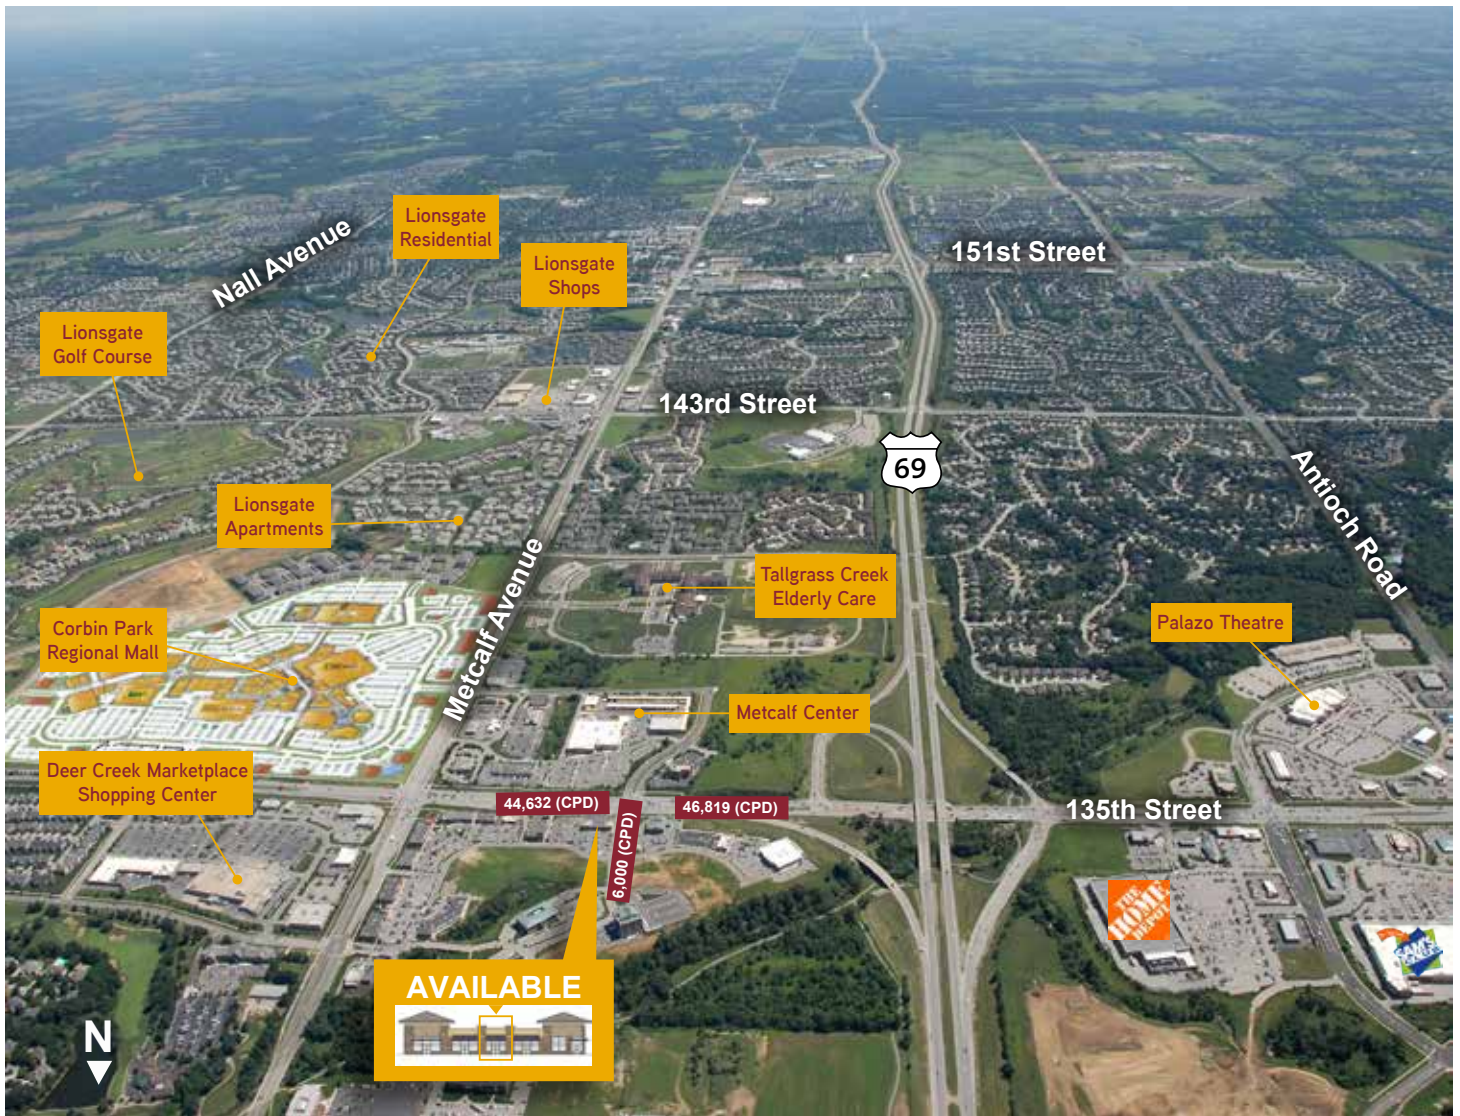 Nall Avenue
Lionsgate
Residential
Lionsgate
Shops
151st Street
Lionsgate
Golf Course
143rd Street
69
Antioch Road
Lionsgate
Apartments
Metcalf Avenue
Tallgrass Creek
Elderly Care
Palazo Theatre
Corbin Park
Regional Mall
Metcalf Center
Deer Creek Marketplace
Shopping Center
44,632 (CPD)
46,819 (CPD)
6,000 (CPD)
135th Street
THE
HOME
DEPOT
SAM'S
AVAILABLE
N